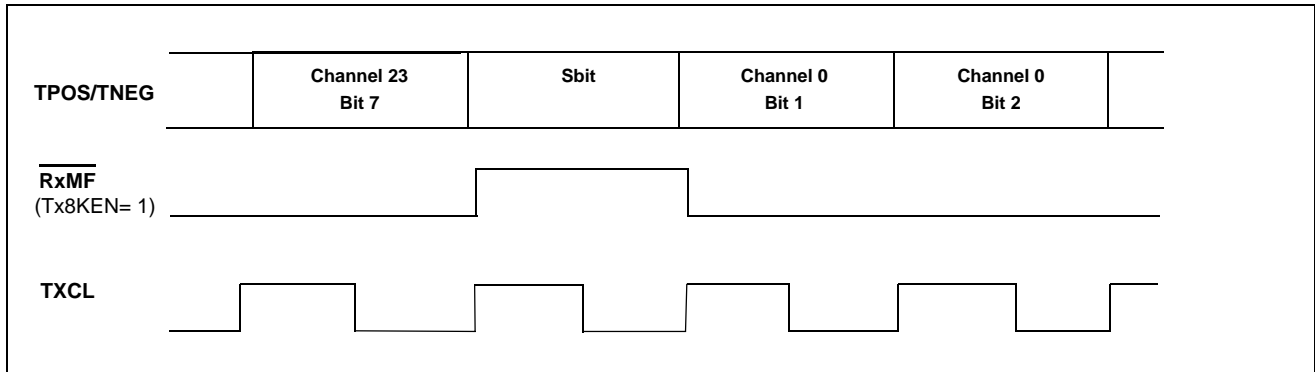 TPOS/TNEG
Channel 23
Bit 7
Sbit
Channel 0
Bit 1
Channel 0
Bit 2
RxMF
(Tx8KEN= 1)
TXCL